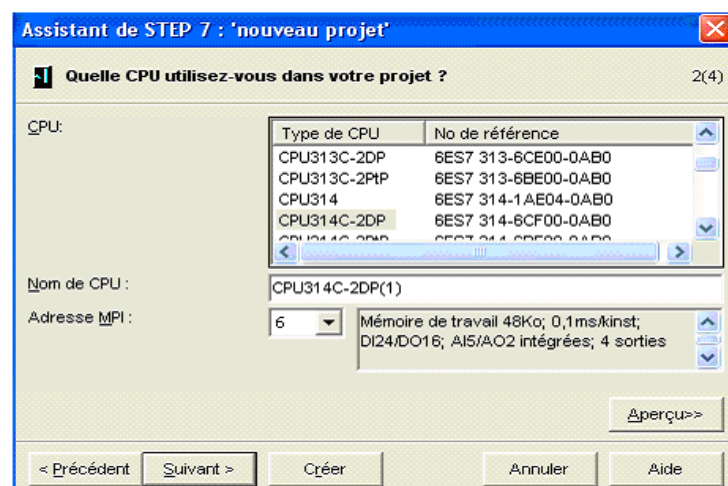 Assistant de STEP 7 : 'nouveau projet'
Quelle CPU utilisez-vous dans votre projet ? 2(4)
CPU:
Type de CPU No de référence
CPU313C-2DP 6ES7 313-6CE00-0AB0
CPU313C-2PtP 6ES7 313-6BE00-0AB0
CPU314 6ES7 314-1AE04-0AB0
CPU314C-2DP 6ES7 314-6CF00-0AB0
Nom de CPU : CPU314C-2DP(1)
Adresse MPI : 6
Mémoire de travail 48Ko; 0,1ms/kinst;
DI24/DO16; AI5/AO2 intégrées; 4 sorties
Aperçu>>
< Précédent Suivant > Créer Annuler Aide